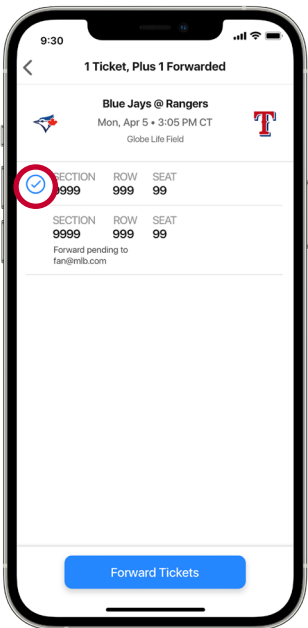 9:30
1 Ticket, Plus 1 Forwarded
Blue Jays @ Rangers
Mon, Apr 5 • 3:05 PM CT
Globe Life Field
T
SECTION ROW SEAT
9999 999 99
SECTION ROW SEAT
9999 999 99
Forward pending to
fan@mlb.com
Forward Tickets